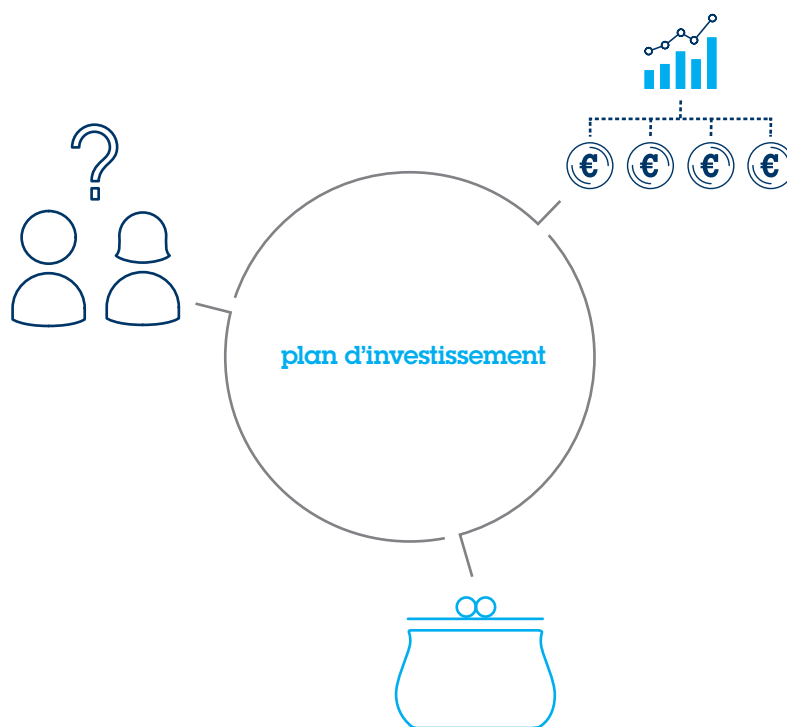 ?
€ € € €
plan d'investissement